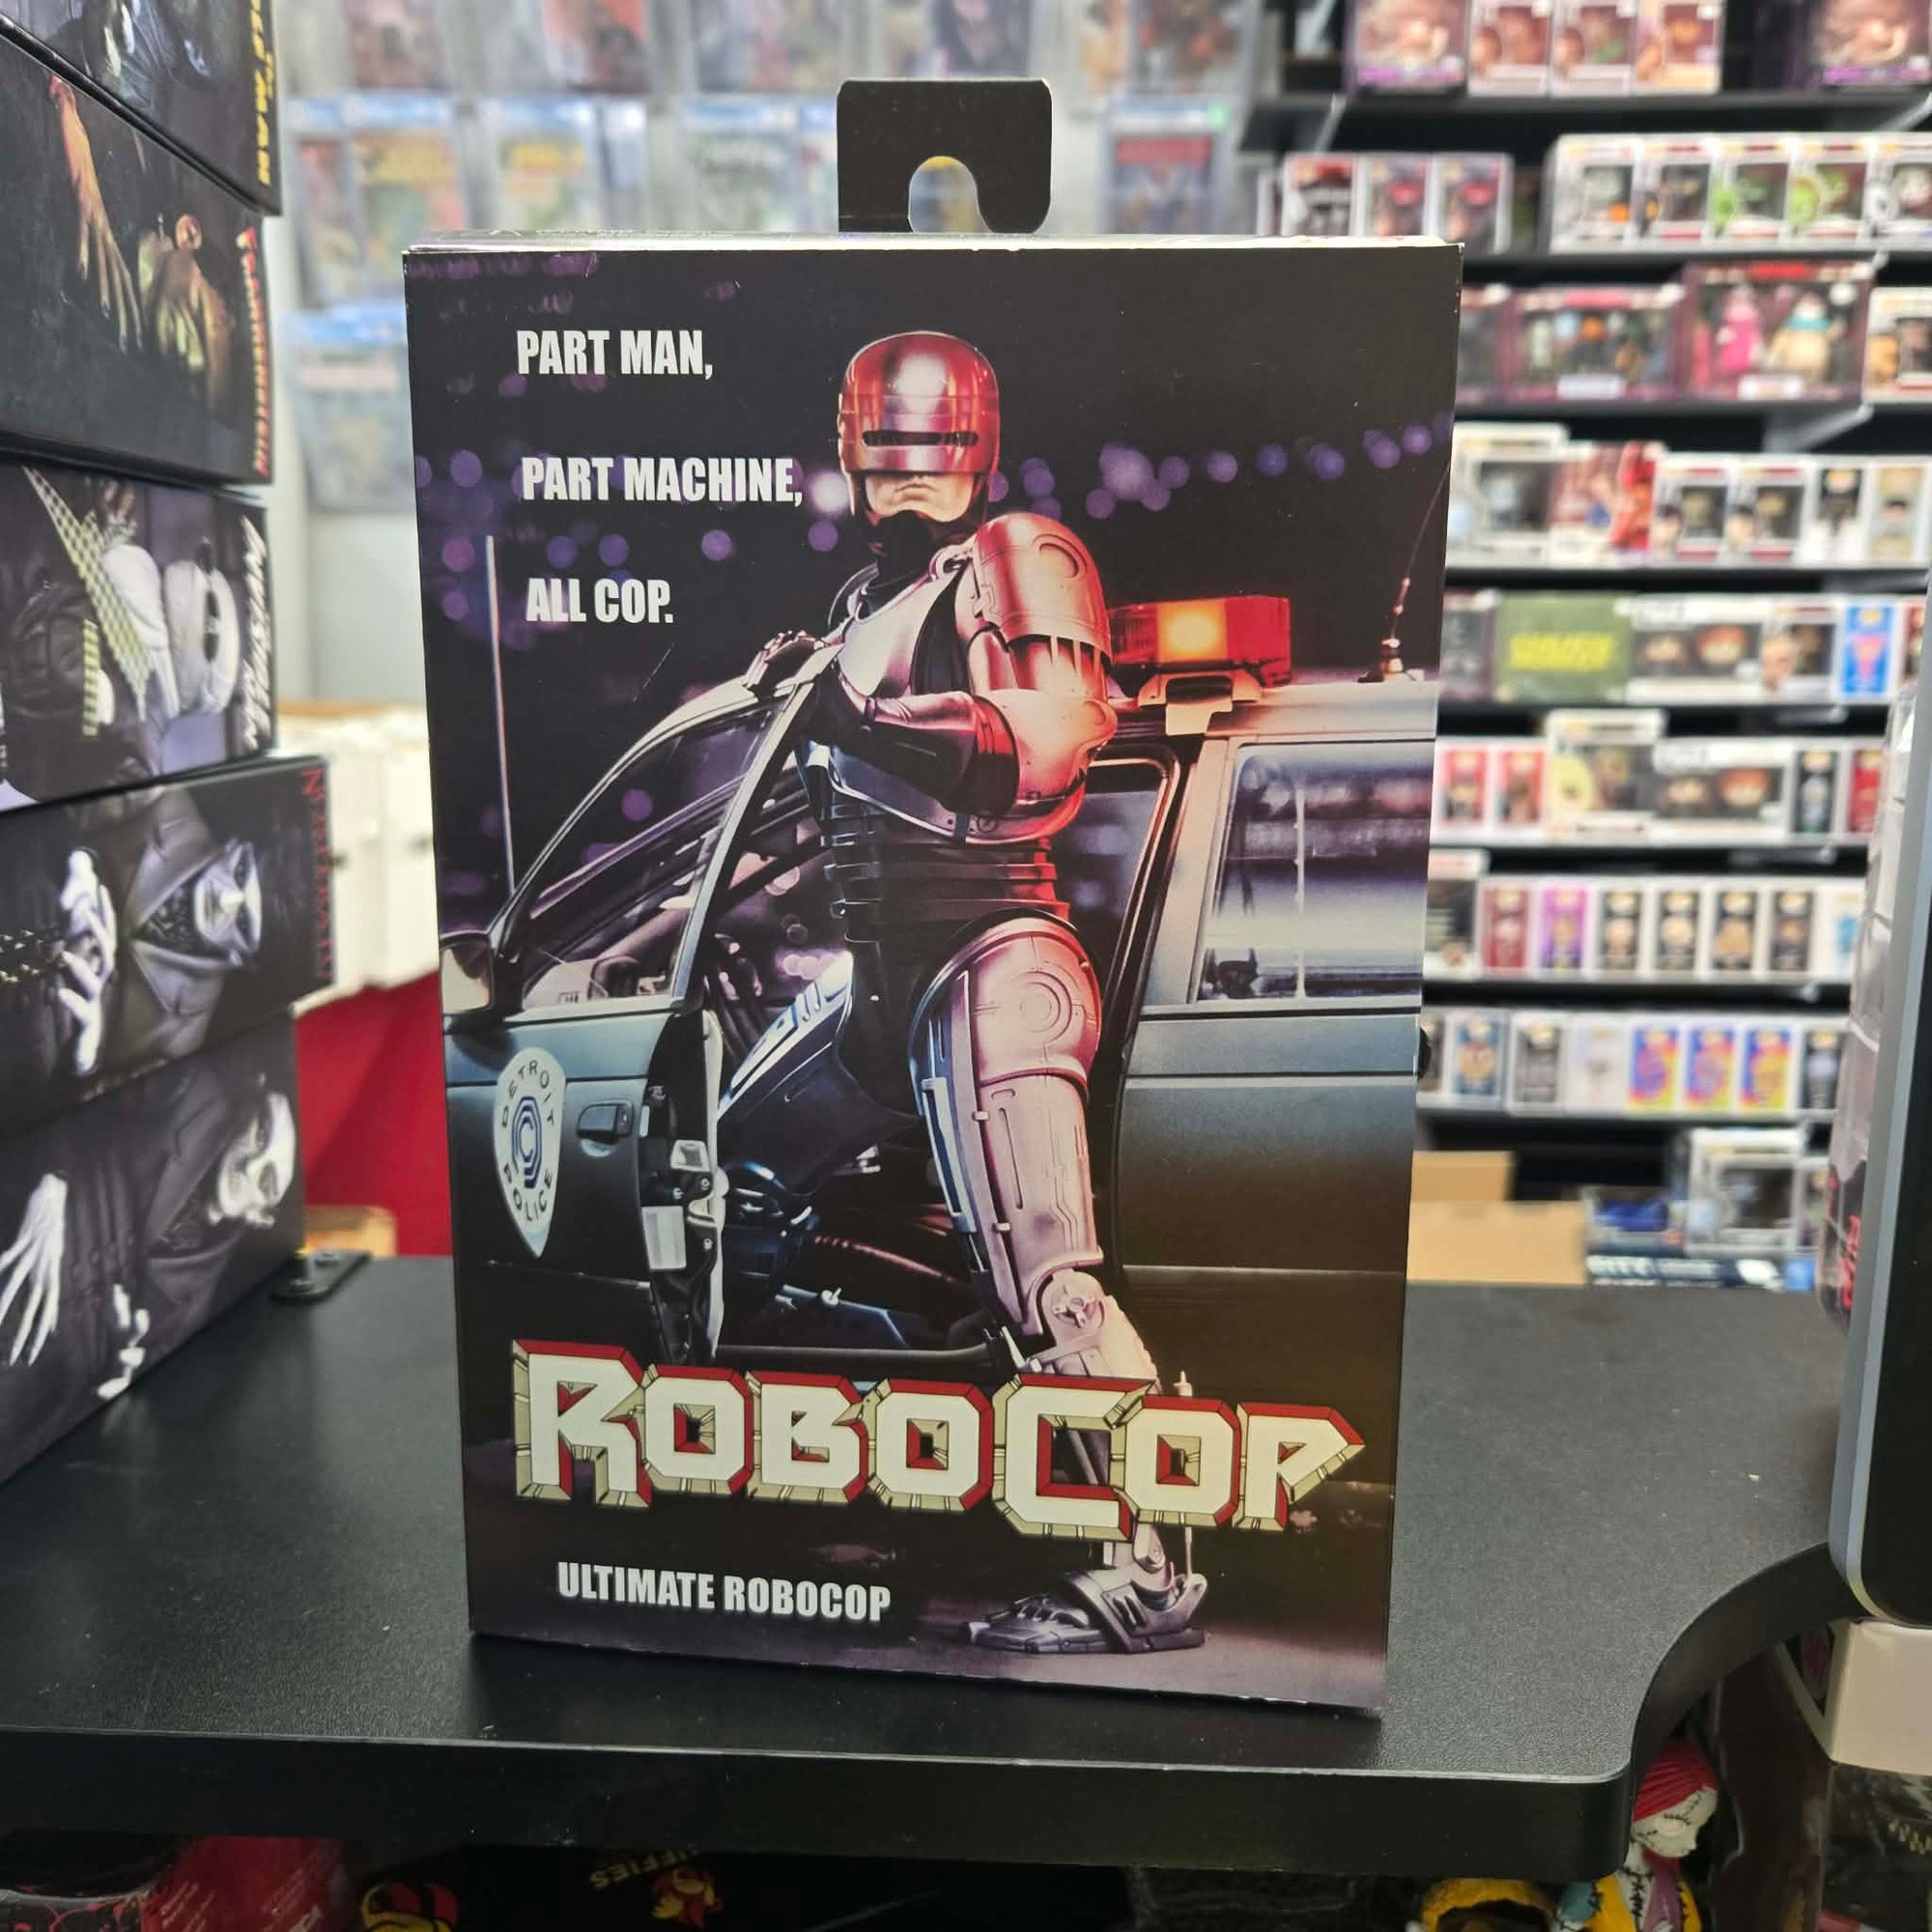 PART MAN,
PART MACHINE,
ALL COP.
DETROIT
POLICE
ROBOCOP
ULTIMATE ROBOCOP